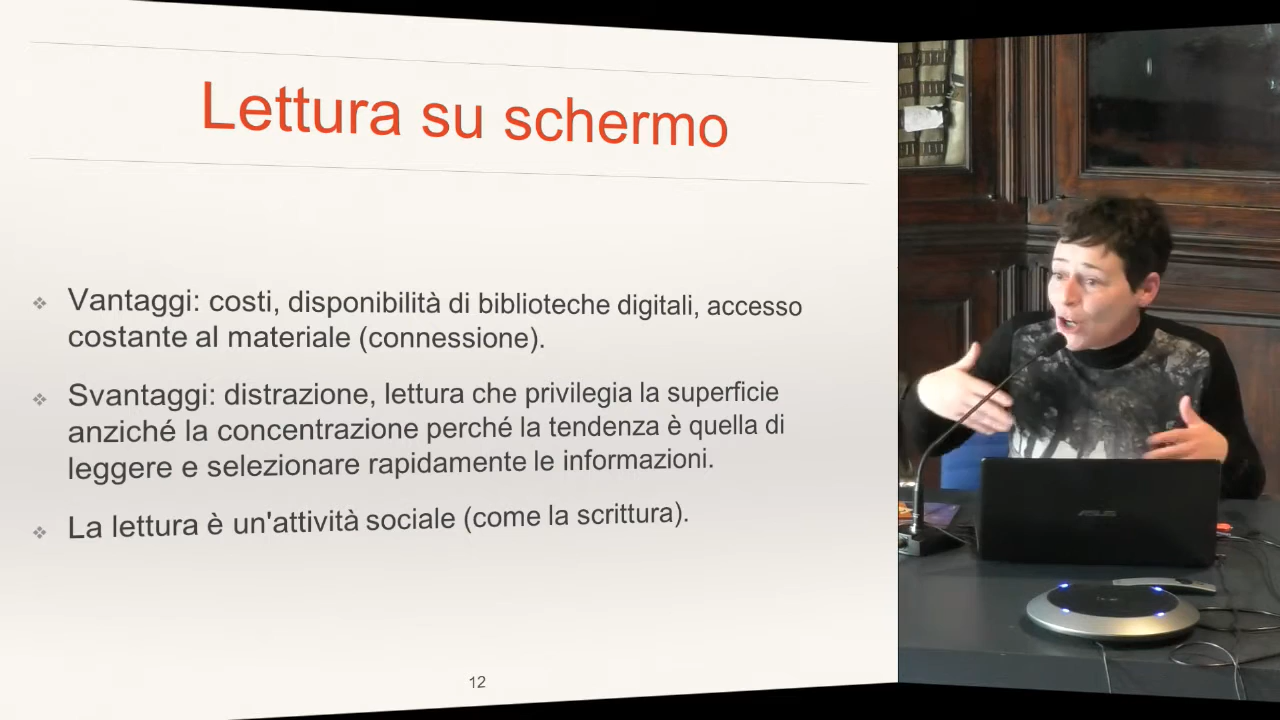 Lettura su schermo
Vantaggi: costi, disponibilità di biblioteche digitali, accesso
costante al materiale (connessione).
Svantaggi: distrazione, lettura che privilegia la superficie
anziché la concentrazione perché la tendenza è quella di
leggere e selezionare rapidamente le informazioni.
La lettura è un'attività sociale (come la scrittura).
12
ASUS